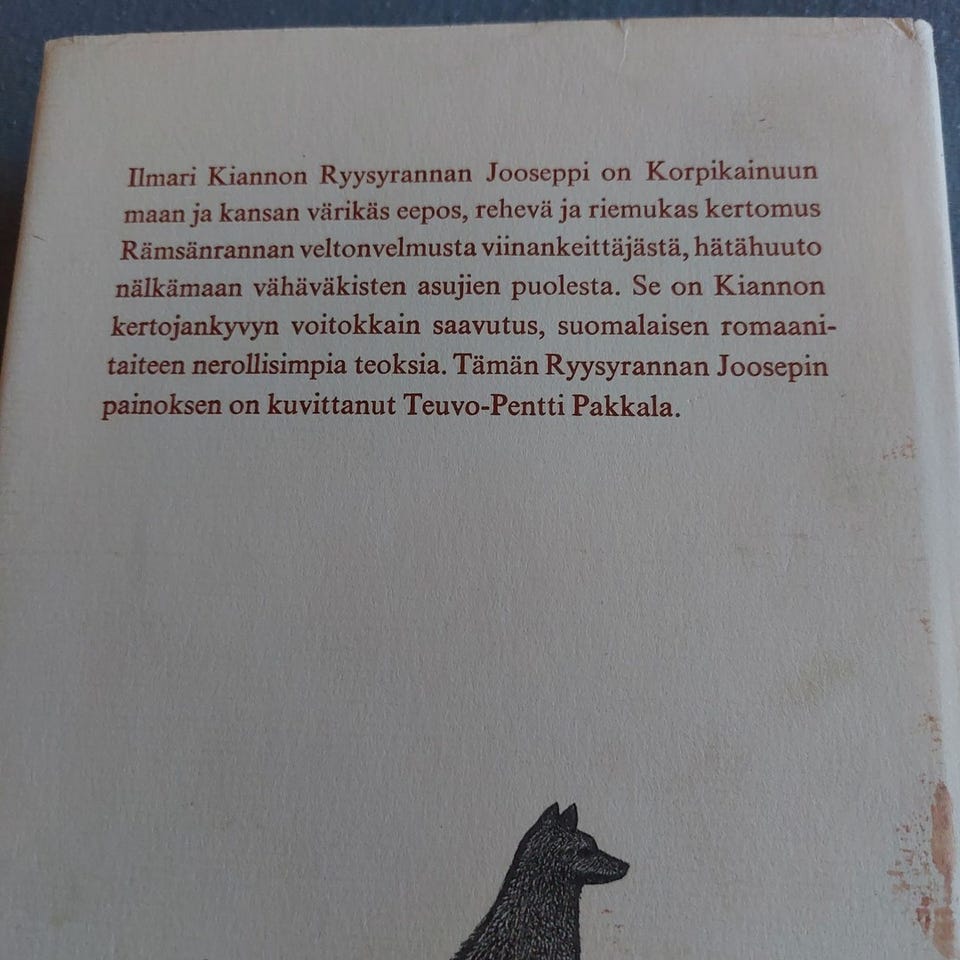 Ilmari Kiannon Ryysyrannan Jooseppi on Korpikainuun
maan ja kansan värikäs eepos, rehevä ja riemukas kertomus
Rämsänrannan veltonvelmusta viinankeittäjästä, hätähuuto
nälkämaan vähäväkisten asujien puolesta. Se on Kiannon
kertojankyvyn voitokkain saavutus, suomalaisen romaani-
taiteen nerollisimpia teoksia. Tämän Ryysyrannan Joosepin
painoksen on kuvittanut Teuvo-Pentti Pakkala.